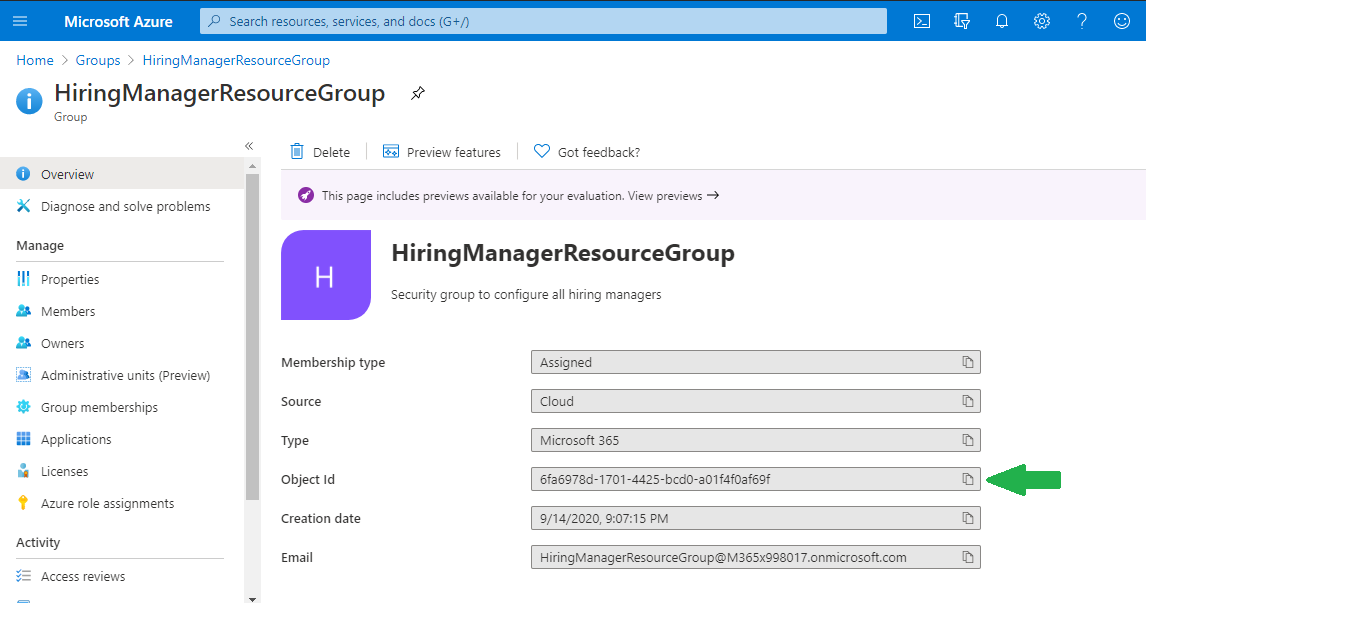 Microsoft Azure
Search resources, services, and docs (G+/)
Home > Groups > HiringManagerResourceGroup
HiringManagerResourceGroup
Group
«
Overview
Diagnose and solve problems
Manage
Properties
Members
Owners
Administrative units (Preview)
Group memberships
Applications
Licenses
Azure role assignments
Activity
Access reviews
Delete
Preview features
Got feedback?
This page includes previews available for your evaluation. View previews →
H
HiringManagerResourceGroup
Security group to configure all hiring managers
Membership type
Assigned
Source
Cloud
Type
Microsoft 365
Object Id
6fa6978d-1701-4425-bcd0-a01f4f0af69f
Creation date
9/14/2020, 9:07:15 PM
Email
HiringManagerResourceGroup@M365x998017.onmicrosoft.com